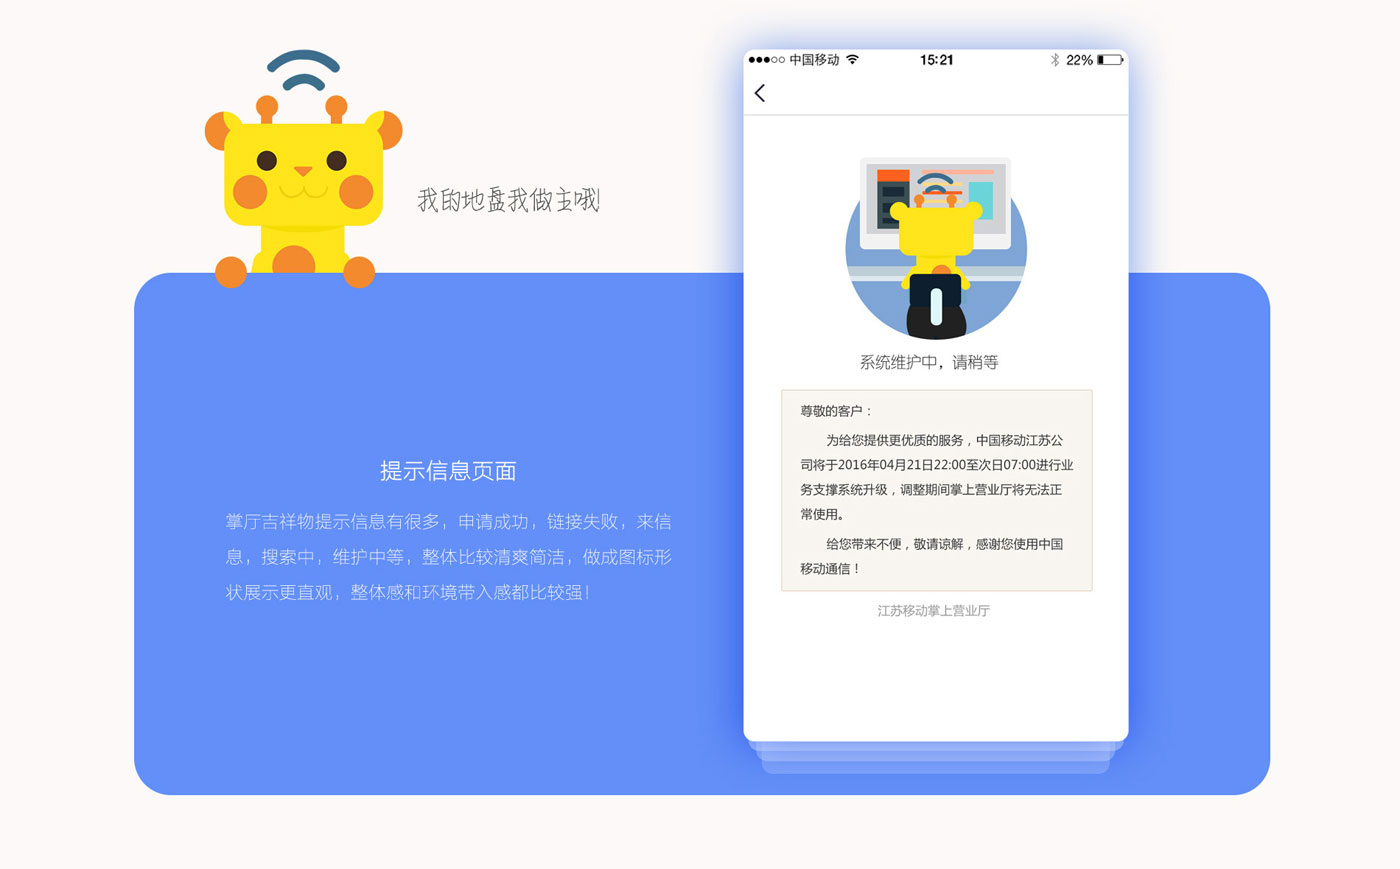 我的地盘我做主哦!
提示信息页面
掌厅吉祥物提示信息有很多，申请成功，链接失败，来信
息，搜索中，维护中等，整体比较清爽简洁，做成图标形
状展示更直观，整体感和环境带入感都比较强！
中国移动 15:21 22%
系统维护中，请稍等
尊敬的客户：
为给您提供更优质的服务，中国移动江苏公
司将于2016年04月21日22:00至次日07:00进行业
务支撑系统升级，调整期间掌上营业厅将无法正
常使用。
给您带来不便，敬请谅解，感谢您使用中国
移动通信！
江苏移动掌上营业厅